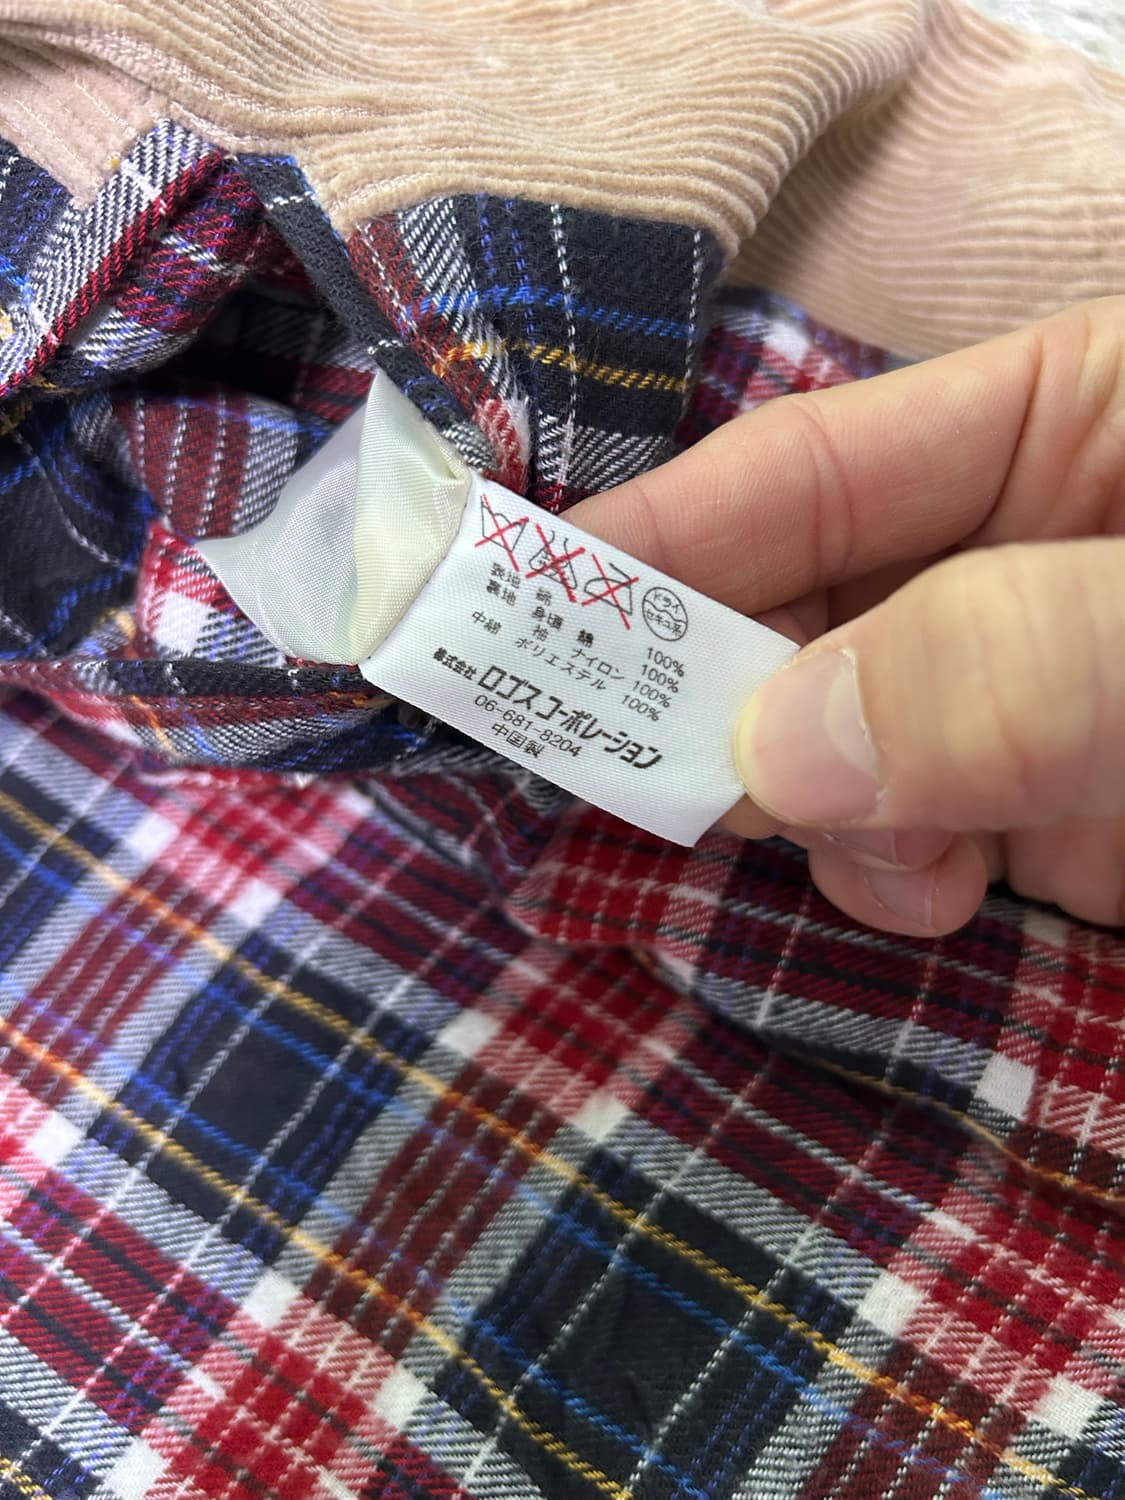 ドライ
セキユ系
表地 綿 100%
裏地 身頃 綿 100%
袖 ナイロン 100%
中綿 ポリエステル 100%
株式会社 ロゴス コーポレーション
06-681-8204
中国製